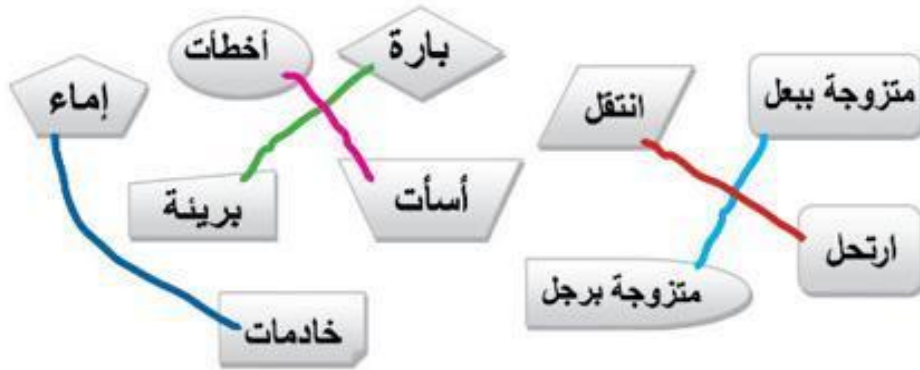 متزوجة ببعل
انتقل
بارة
أخطأت
إماء
أسأت
بريئة
ارتحل
متزوجة برجل
خادمات